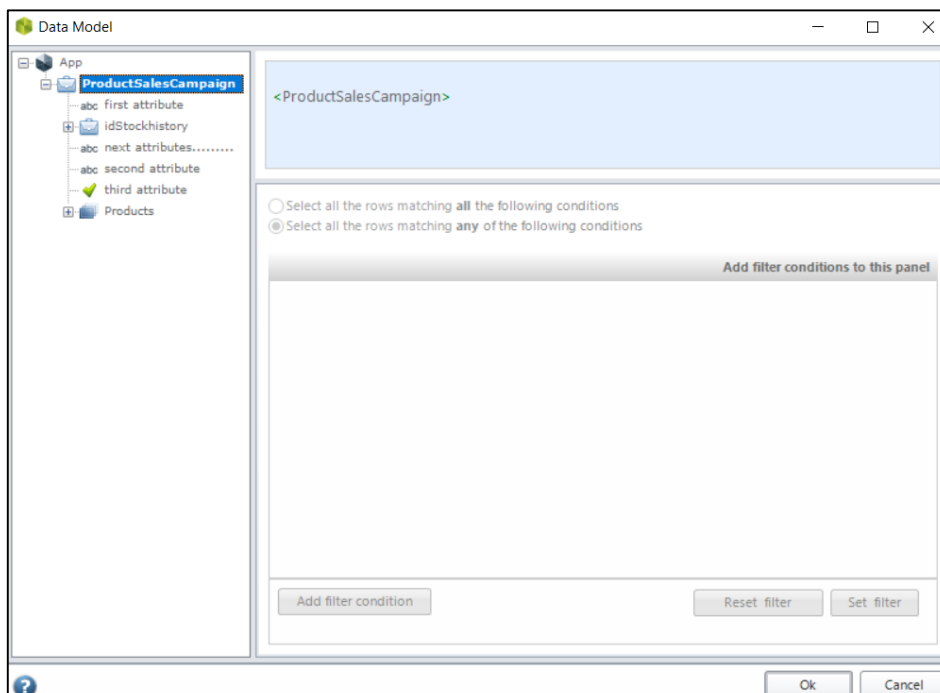 Data Model
App
ProductSalesCampaign
abc first attribute
idStockhistory
abc next attributes.........
abc second attribute
third attribute
Products
<ProductSalesCampaign>
Select all the rows matching all the following conditions
Select all the rows matching any of the following conditions
Add filter conditions to this panel
Add filter condition
Reset filter
Set filter
?
Ok
Cancel